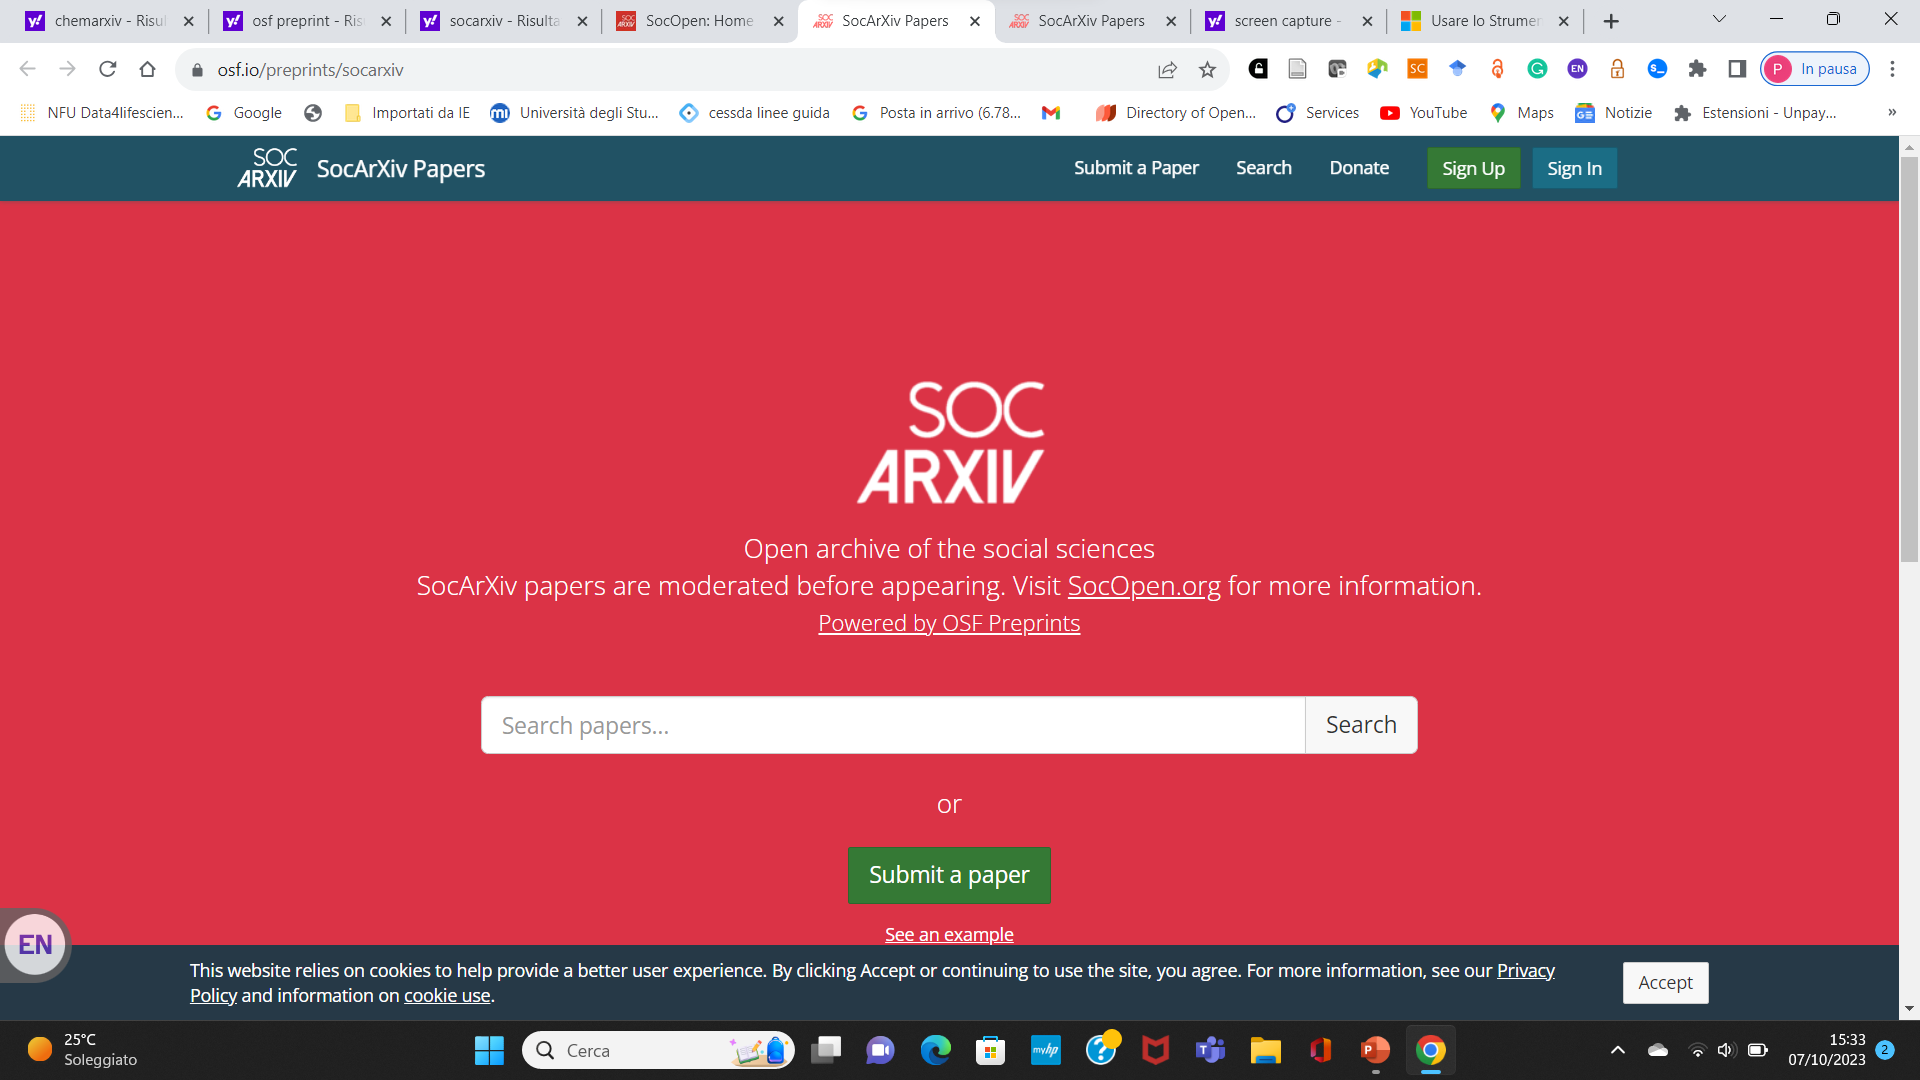 chemarxiv - Risul
osf preprint - Ris
socarxiv - Risulta
SocOpen: Home
SocArXiv Papers
SocArXiv Papers
screen capture -
Usare lo Strumen
osf.io/preprints/socarxiv
SC
EN
P In pausa
NFU Data4lifescien...
Google
Importati da IE
Università degli Stu...
cessda linee guida
Posta in arrivo (6.78...
Directory of Open...
Services
YouTube
Maps
Notizie
Estensioni - Unpay...
»
SOC
ARXIV
SocArXiv Papers
Submit a Paper
Search
Donate
Sign Up
Sign In
SOC
ARXIV
Open archive of the social sciences
SocArXiv papers are moderated before appearing. Visit SocOpen.org for more information.
Powered by OSF Preprints
Search papers...
Search
or
Submit a paper
See an example
EN
This website relies on cookies to help provide a better user experience. By clicking Accept or continuing to use the site, you agree. For more information, see our Privacy
Policy and information on cookie use.
Accept
25°C
Soleggiato
Cerca
myhp
15:33
07/10/2023
2